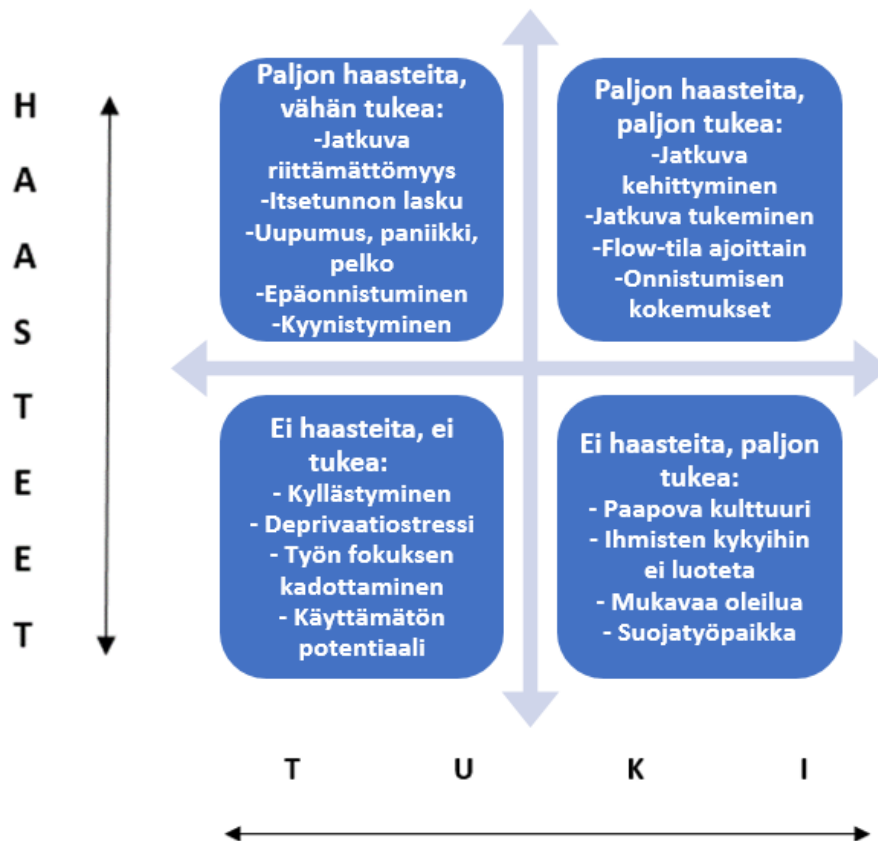 H
A
A
S
T
E
E
T
Paljon haasteita,
vähän tukea:
-Jatkuva
riittämättömyys
-Itsetunnon lasku
-Uupumus, paniikki,
pelko
-Epäonnistuminen
-Kyynistyminen
Paljon haasteita,
paljon tukea:
-Jatkuva
kehittyminen
-Jatkuva tukeminen
-Flow-tila ajoittain
-Onnistumisen
kokemukset
Ei haasteita, ei
tukea:
- Kyllästyminen
- Deprivaatiostressi
- Työn fokuksen
kadottaminen
- Käyttämätön
potentiaali
Ei haasteita, paljon
tukea:
- Paapova kulttuuri
- Ihmisten kykyihin
ei luoteta
- Mukavaa oleilua
- Suojatyöpaikka
T U K I